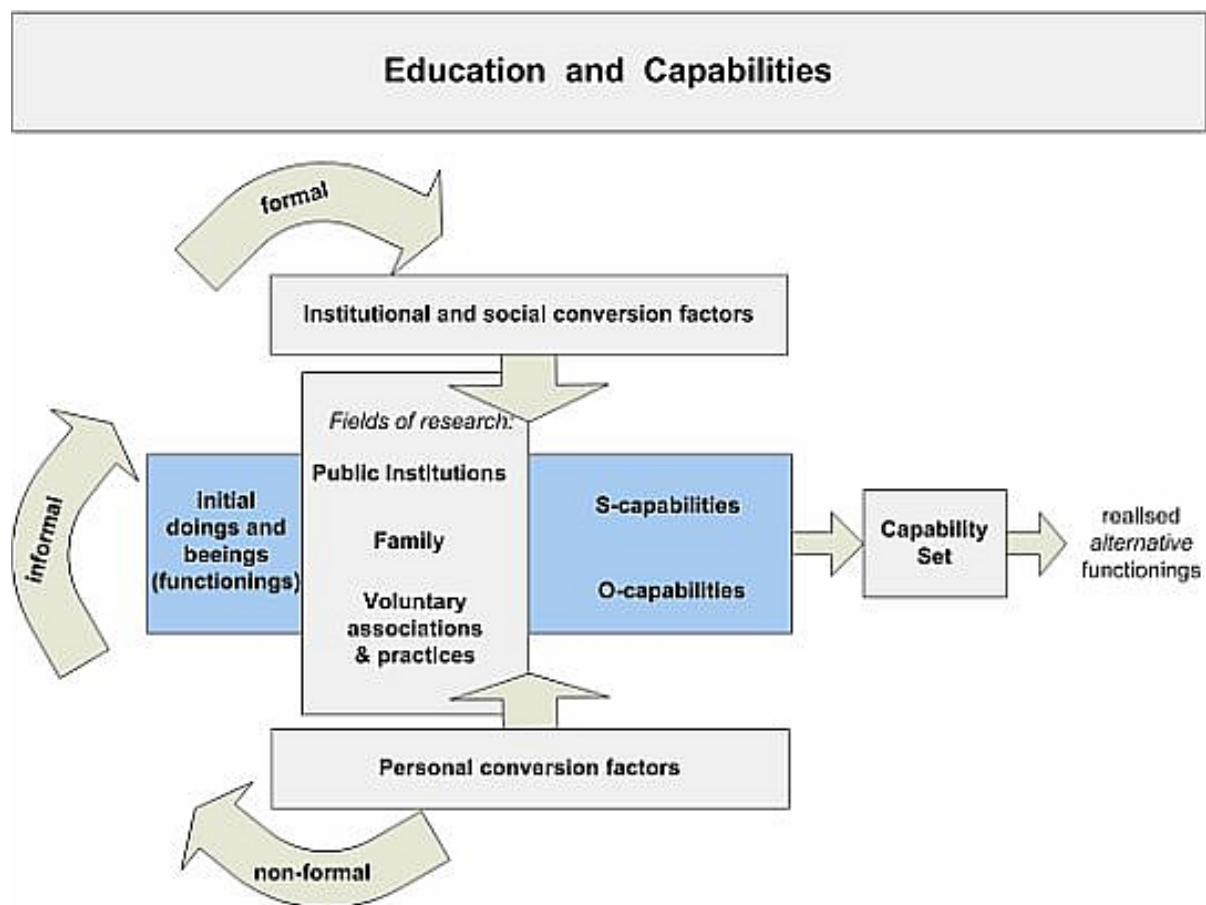 Education and Capabilities
formal
Institutional and social conversion factors
Fields of research:
Public Institutions
Family
Voluntary
associations
& practices
informal
Initial
doings and
beeings
(functionings)
S-capabilities
O-capabilities
Capability
Set
reallsed
alternative
functionings
Personal conversion factors
non-formal